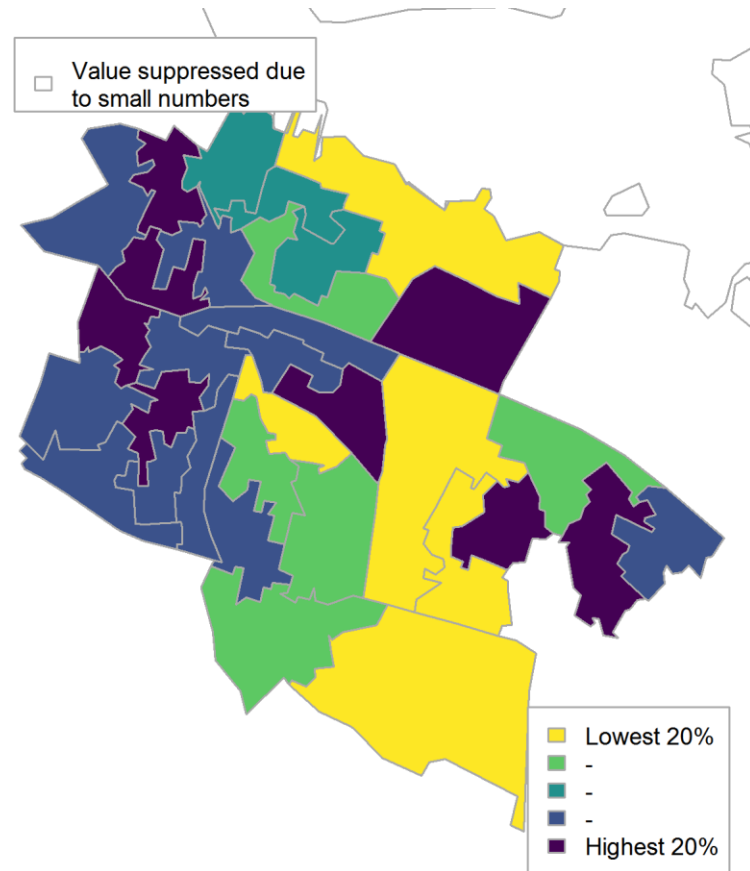 Value suppressed due
to small numbers
Lowest 20%
-
-
-
Highest 20%